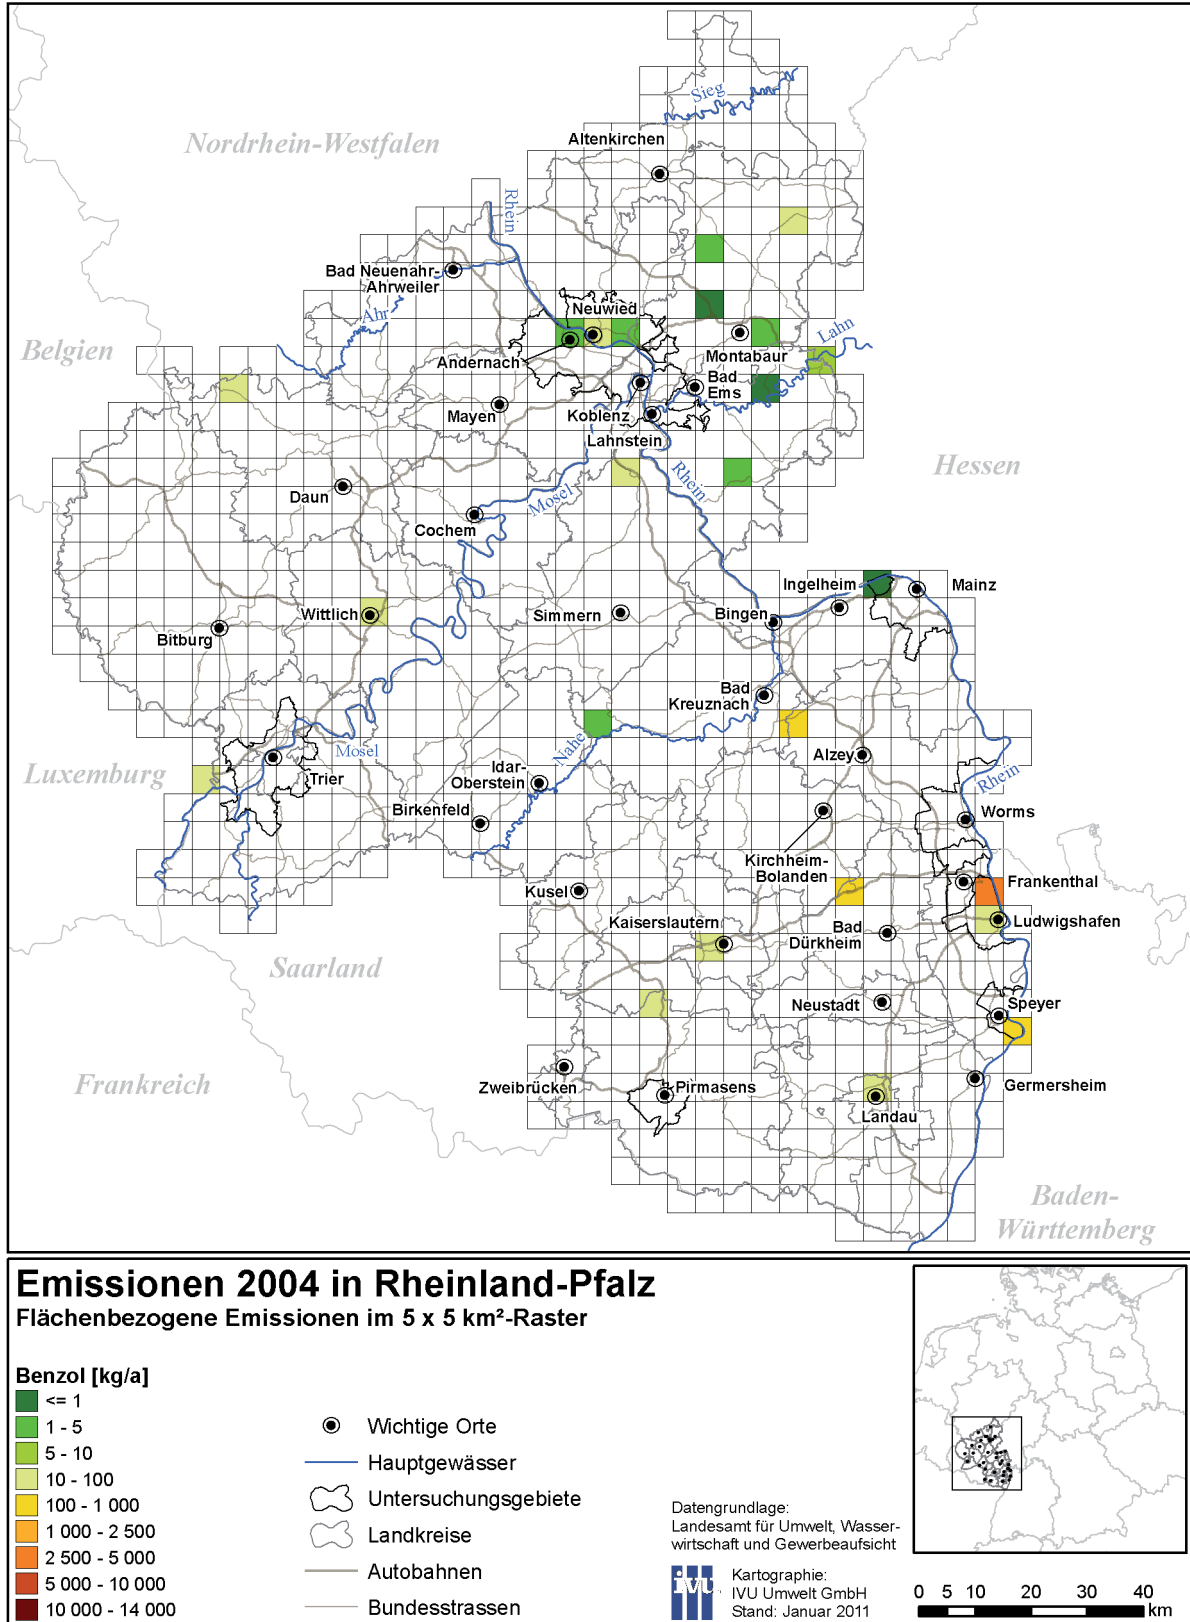 Sieg
Nordrhein-Westfalen
Altenkirchen
Rhein
Bad Neuenahr-
Ahrweiler
Ahr
Neuwied
Belgien
Andernach
Montabaur
Lahn
Bad
Ems
Mayen
Koblenz
Lahnstein
Hessen
Rhein
Daun
Mosel
Cochem
Ingelheim
Mainz
Wittlich
Simmern
Bingen
Bitburg
Bad
Kreuznach
Mosel
Nahe
Alzey
Luxemburg
Trier
Idar-
Oberstein
Rhein
Birkenfeld
Worms
Kirchheim-
Bolanden
Kusel
Frankenthal
Kaiserslautern
Ludwigshafen
Bad
Dürkheim
Saarland
Neustadt
Speyer
Frankreich
Zweibrücken
Pirmasens
Germersheim
Landau
Baden-
Württemberg
Emissionen 2004 in Rheinland-Pfalz
Flächenbezogene Emissionen im 5 x 5 km²-Raster
Benzol [kg/a]
<= 1
1 - 5
5 - 10
10 - 100
100 - 1 000
1 000 - 2 500
2 500 - 5 000
5 000 - 10 000
10 000 - 14 000
Wichtige Orte
Hauptgewässer
Untersuchungsgebiete
Landkreise
Autobahnen
Bundesstrassen
Datengrundlage:
Landesamt für Umwelt, Wasser-
wirtschaft und Gewerbeaufsicht
ivu
Kartographie:
IVU Umwelt GmbH
Stand: Januar 2011
0 5 10 20 30 40
km